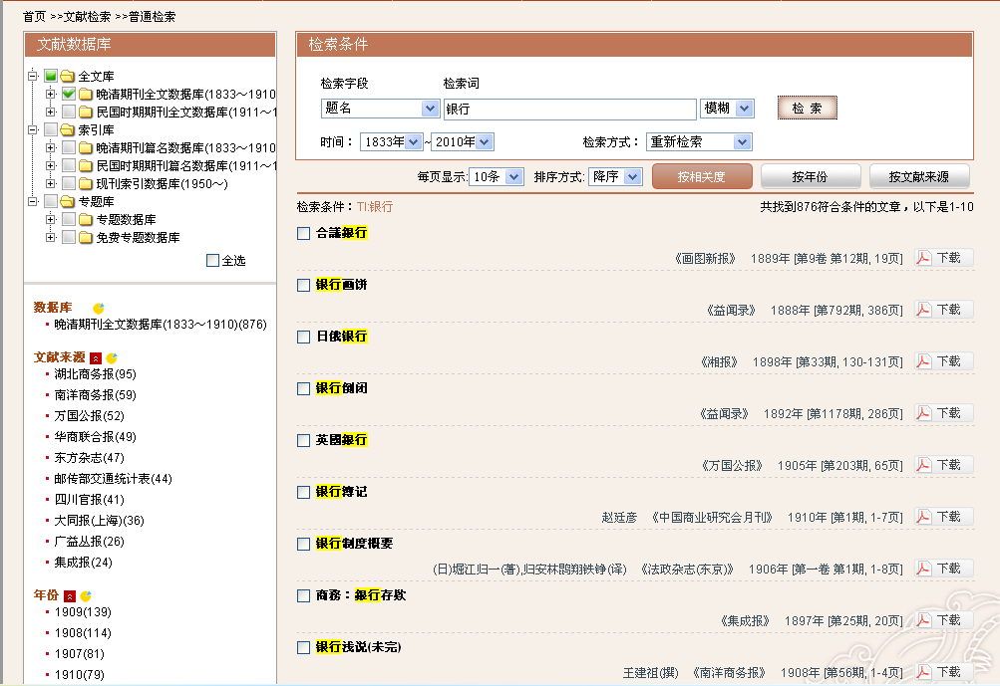 首页 >>文献检索 >>普通检索
文献数据库
全文库
晚清期刊全文数据库(1833～1910
民国时期期刊全文数据库(1911～1
索引库
晚清期刊篇名数据库(1833～1910
民国时期期刊篇名数据库(1911～1
现刊索引数据库(1950～)
专题库
专题数据库
免费专题数据库
全选
数据库
晚清期刊全文数据库(1833～1910)(876)
文献来源
湖北商务报(95)
南洋商务报(59)
万国公报(52)
华商联合报(49)
东方杂志(47)
邮传部交通统计表(44)
四川官报(41)
大同报(上海)(36)
广益丛报(26)
集成报(24)
年份
1909(139)
1908(114)
1907(81)
1910(79)
检索条件
检索字段 检索词
题名 银行 模糊 检 索
时间： 1833年 ~ 2010年 检索方式： 重新检索
每页显示: 10条 排序方式: 降序 按相关度 按年份 按文献来源
检索条件：TI:银行 共找到876符合条件的文章，以下是1-10
合議銀行
《画图新报》 1889年 [第9卷 第12期, 19页] 下载
银行画饼
《益闻录》 1888年 [第792期, 386页] 下载
日俄银行
《湘报》 1898年 [第33期, 130-131页] 下载
银行倒闭
《益闻录》 1892年 [第1178期, 286页] 下载
英國銀行
《万国公报》 1905年 [第203期, 65页] 下载
银行簿记
赵廷彦 《中国商业研究会月刊》 1910年 [第1期, 1-7页] 下载
银行制度概要
(日)堀江归一(著),归安林鹍翔铁铮(译) 《法政杂志(东京)》 1906年 [第一卷 第1期, 1-8页] 下载
商務：銀行存欵
《集成报》 1897年 [第25期, 20页] 下载
银行浅说(未完)
王建祖(撰) 《南洋商务报》 1908年 [第56期, 1-4页] 下载